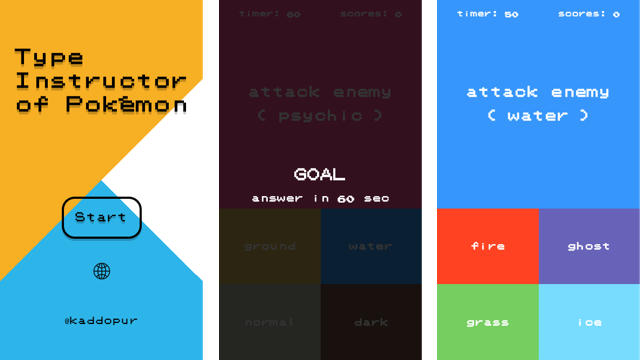 Type
Instructor
of Pokémon
Start
@kaddopur
timer: 60 scores: 0
attack enemy
( psychic )
GOAL
answer in 60 sec
ground water
normal dark
timer: 50 scores: 0
attack enemy
( water )
fire ghost
grass ice